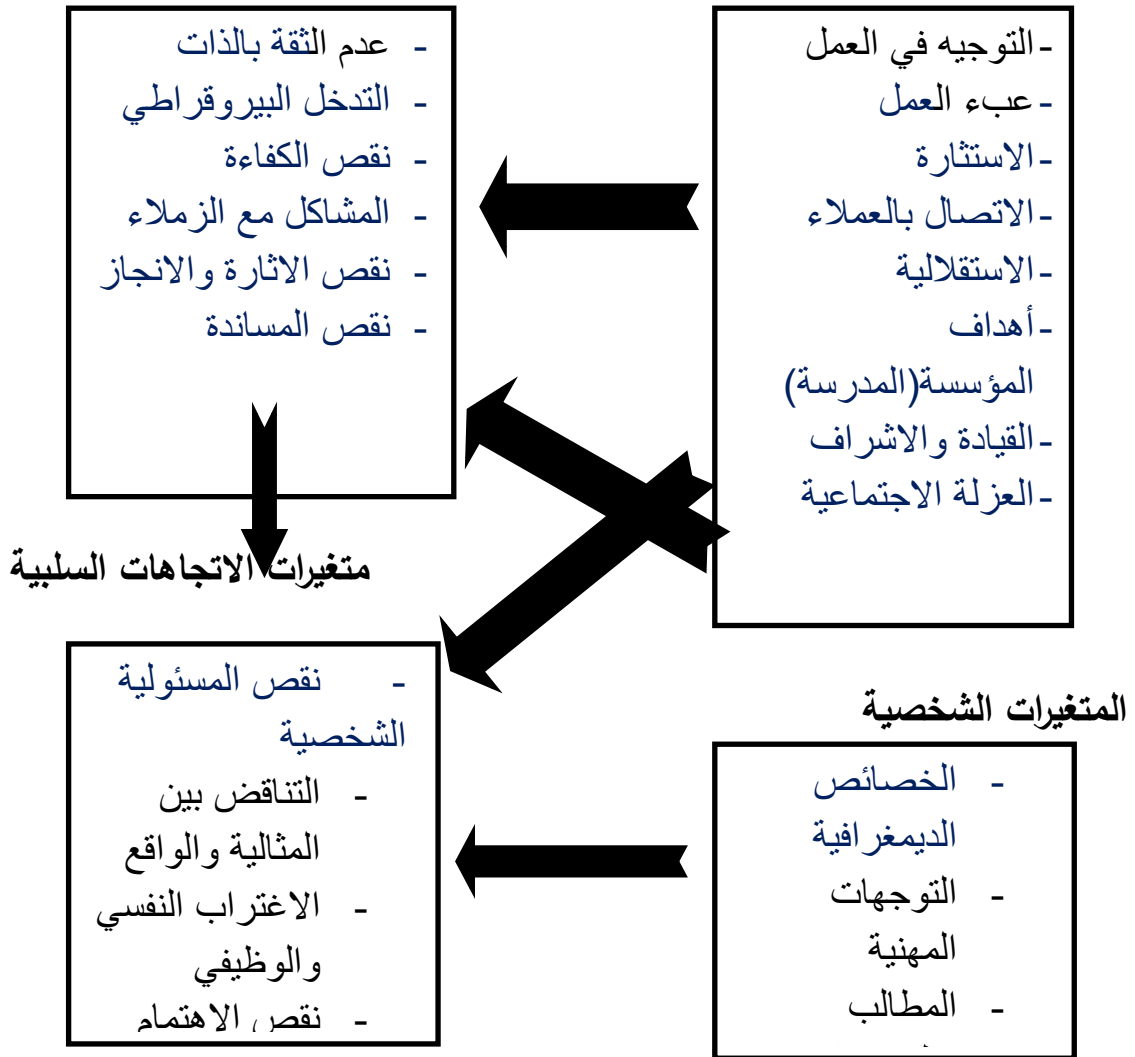 -التوجيه في العمل
-عبء العمل
-الاستثارة
-الاتصال بالعملاء
-الاستقلالية
-أهداف
المؤسسة(المدرسة)
-القيادة والاشراف
-العزلة الاجتماعية
- عدم الثقة بالذات
- التدخل البيروقراطي
- نقص الكفاءة
- المشاكل مع الزملاء
- نقص الاثارة والانجاز
- نقص المساندة
متغيرات الاتجاهات السلبية
المتغيرات الشخصية
- الخصائص
الديمغرافية
- التوجهات
المهنية
- المطالب
- نقص المسئولية
الشخصية
- التناقض بين
المثالية والواقع
- الاغتراب النفسي
والوظيفي
- نقص الاهتمام